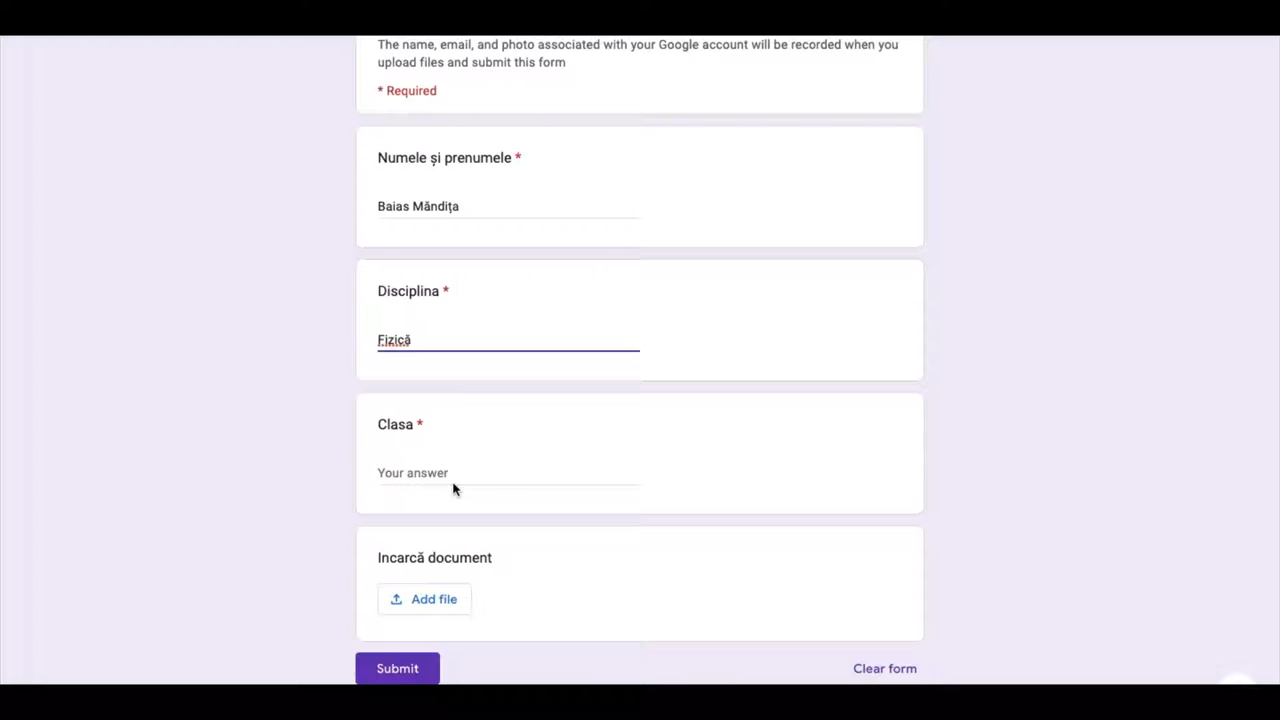 The name, email, and photo associated with your Google account will be recorded when you
upload files and submit this form
* Required
Numele și prenumele *
Baias Măndița
Disciplina *
Fizică
Clasa *
Your answer
Incarcă document
Add file
Submit
Clear form